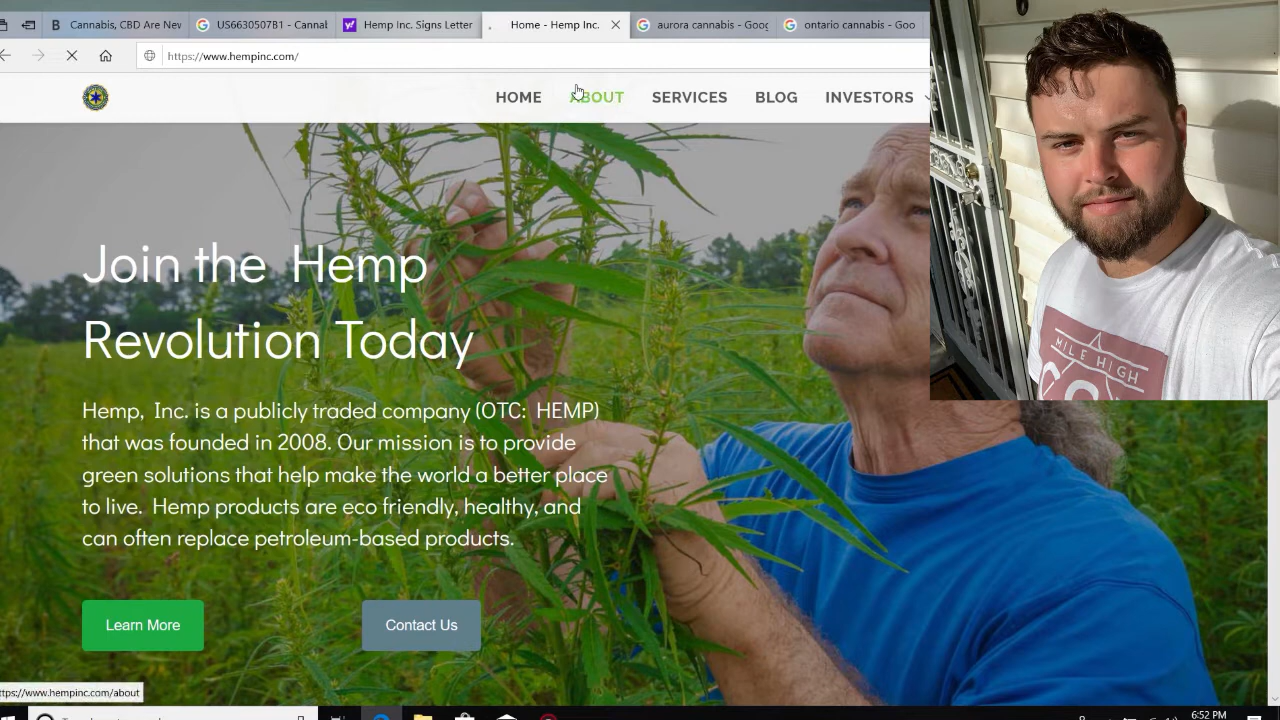 Cannabis, CBD Are Nev
US6630507B1 - Cannal
Hemp Inc. Signs Letter
Home - Hemp Inc.
aurora cannabis - Goog
ontario cannabis - Goo
https://www.hempinc.com/
HOME ABOUT SERVICES BLOG INVESTORS
Join the Hemp
Revolution Today
Hemp, Inc. is a publicly traded company (OTC: HEMP)
that was founded in 2008. Our mission is to provide
green solutions that help make the world a better place
to live. Hemp products are eco friendly, healthy, and
can often replace petroleum-based products.
Learn More
Contact Us
MILE HIGH
ttps://www.hempinc.com/about
6:52 PM